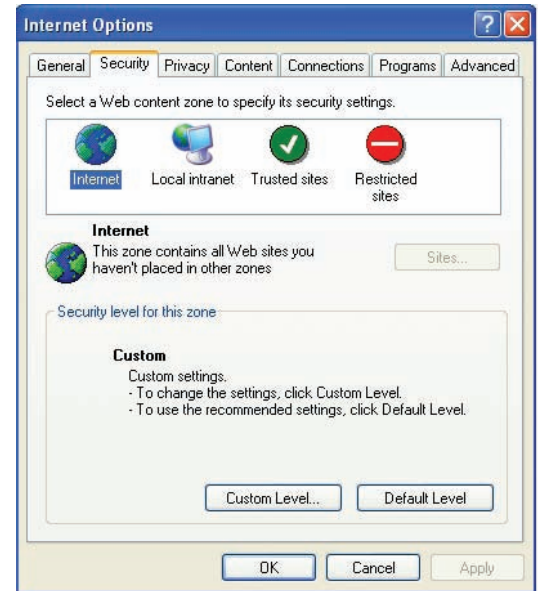 Internet Options
General Security Privacy Content Connections Programs Advanced
Select a Web content zone to specify its security settings.
Internet Local intranet Trusted sites Restricted sites
Internet
This zone contains all Web sites you
haven't placed in other zones
Sites...
Security level for this zone
Custom
Custom settings.
- To change the settings, click Custom Level.
- To use the recommended settings, click Default Level.
Custom Level... Default Level
OK Cancel Apply